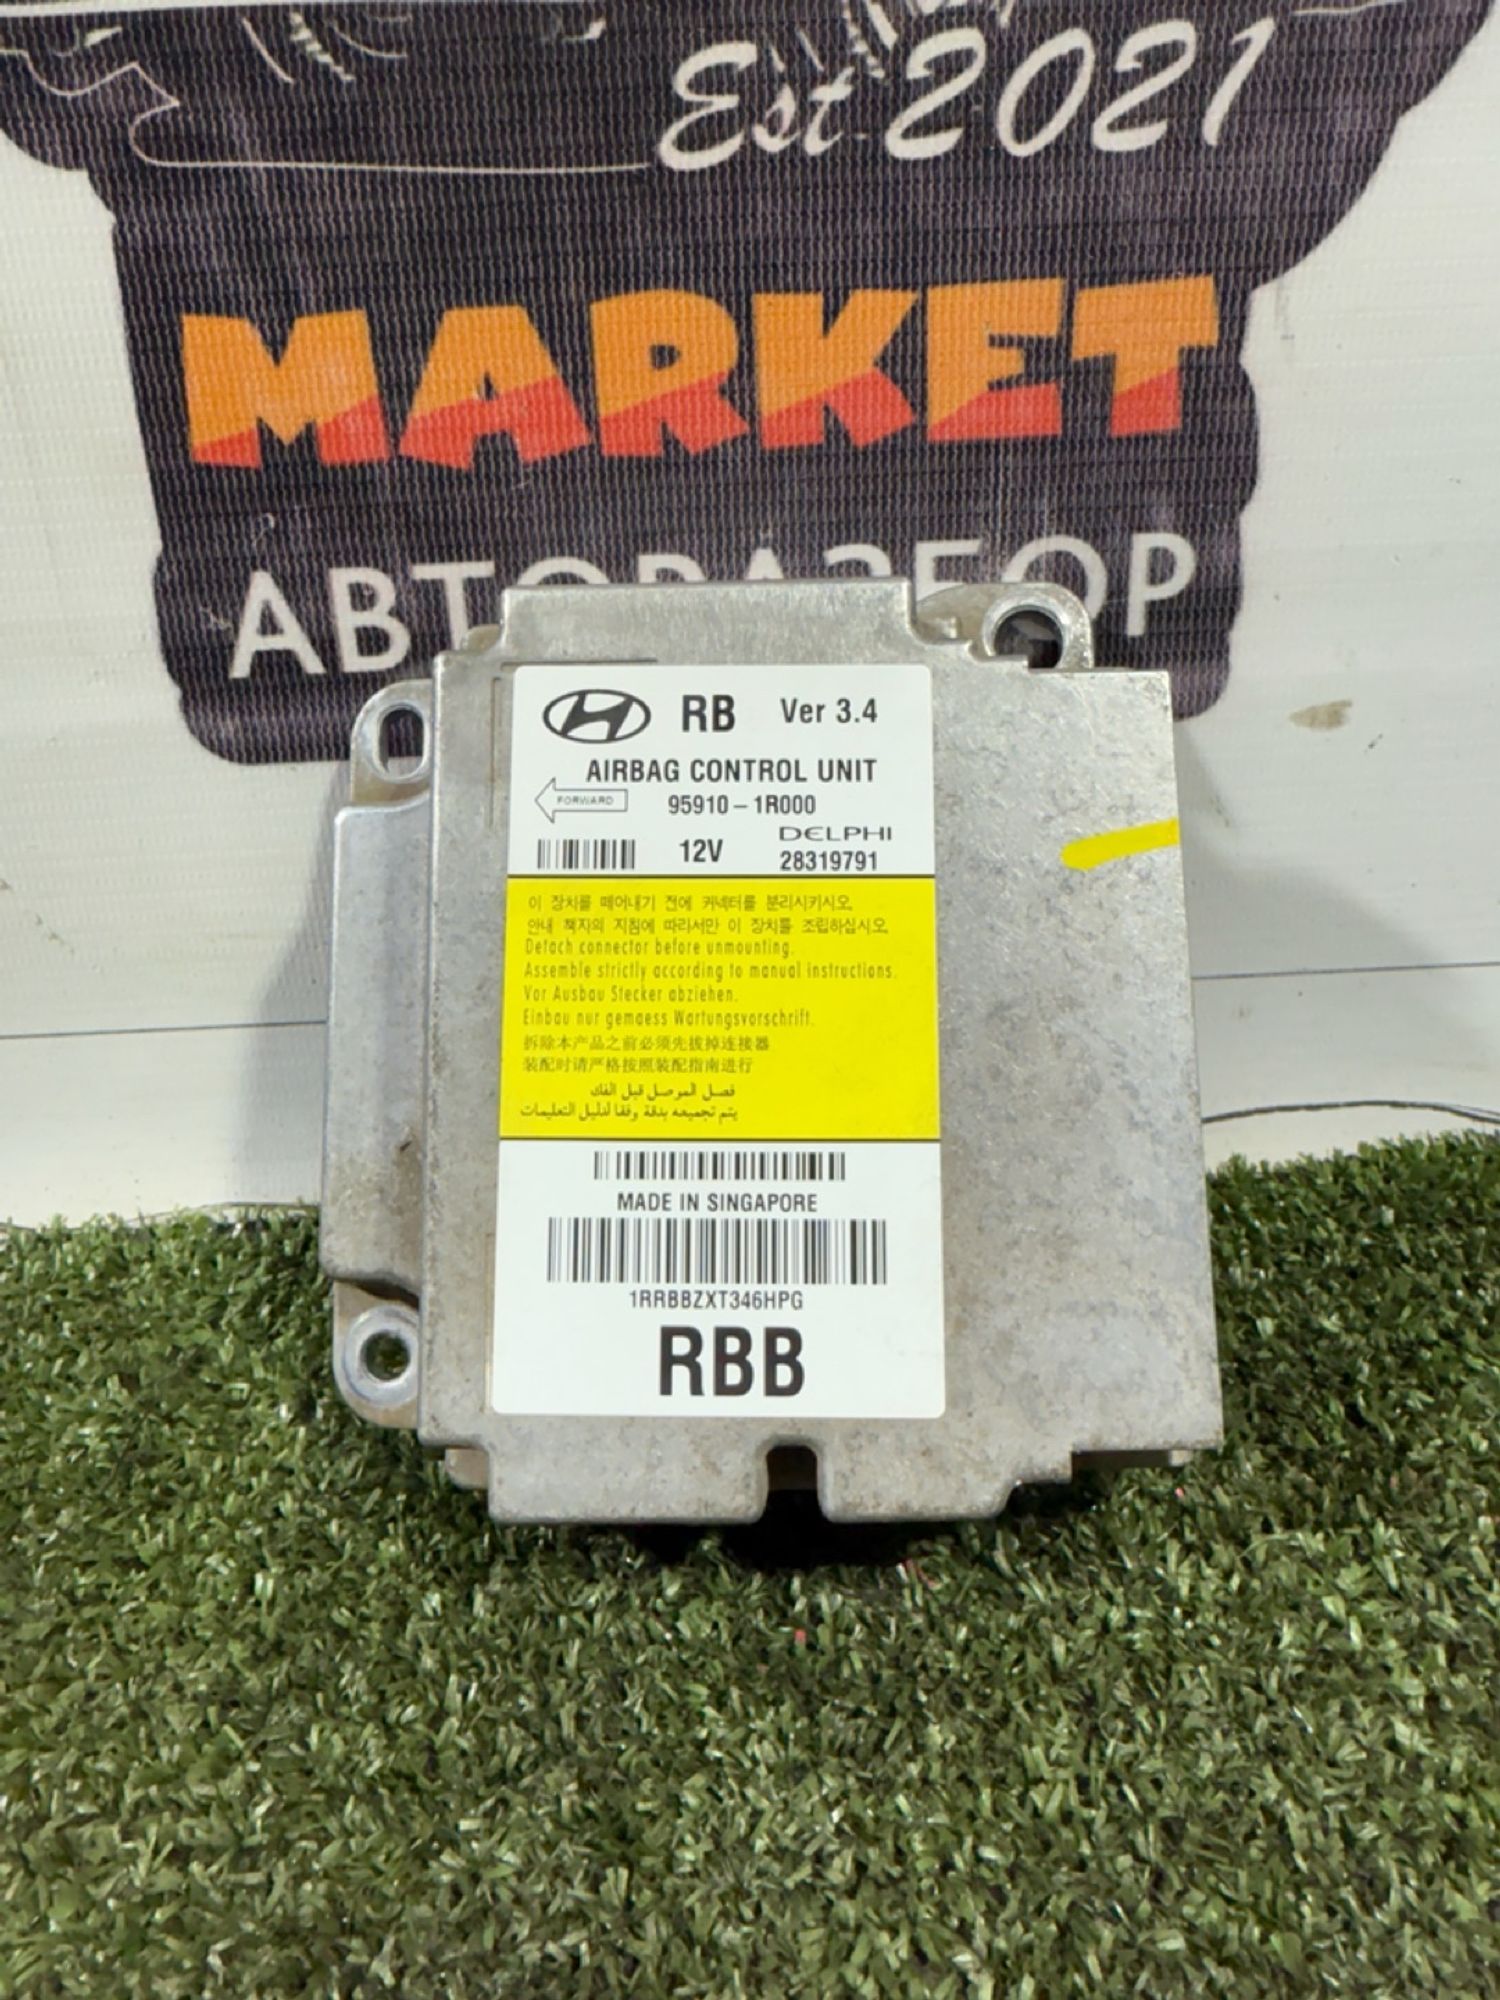 Est. 2021
MARKET
АВТОРАЗБОР
RB Ver 3.4
AIRBAG CONTROL UNIT
FORWARD 95910-1R000
12V DELPHI
28319791
이 장치를 떼어내기 전에 커넥터를 분리시키시오.
안내 책자의 지침에 따라서만 이 장치를 조립하십시오.
Detach connector before unmounting.
Assemble strictly according to manual instructions.
Vor Ausbau Stecker abziehen.
Einbau nur gemaess Wartungsvorschrift.
拆除本产品之前必须先拔掉连接器
装配时请严格按照装配指南进行
فصل الموصل قبل الفك
يتم تجميعه بدقة وفقا لدليل التعليمات
MADE IN SINGAPORE
1RRBBZXT346HPG
RBB